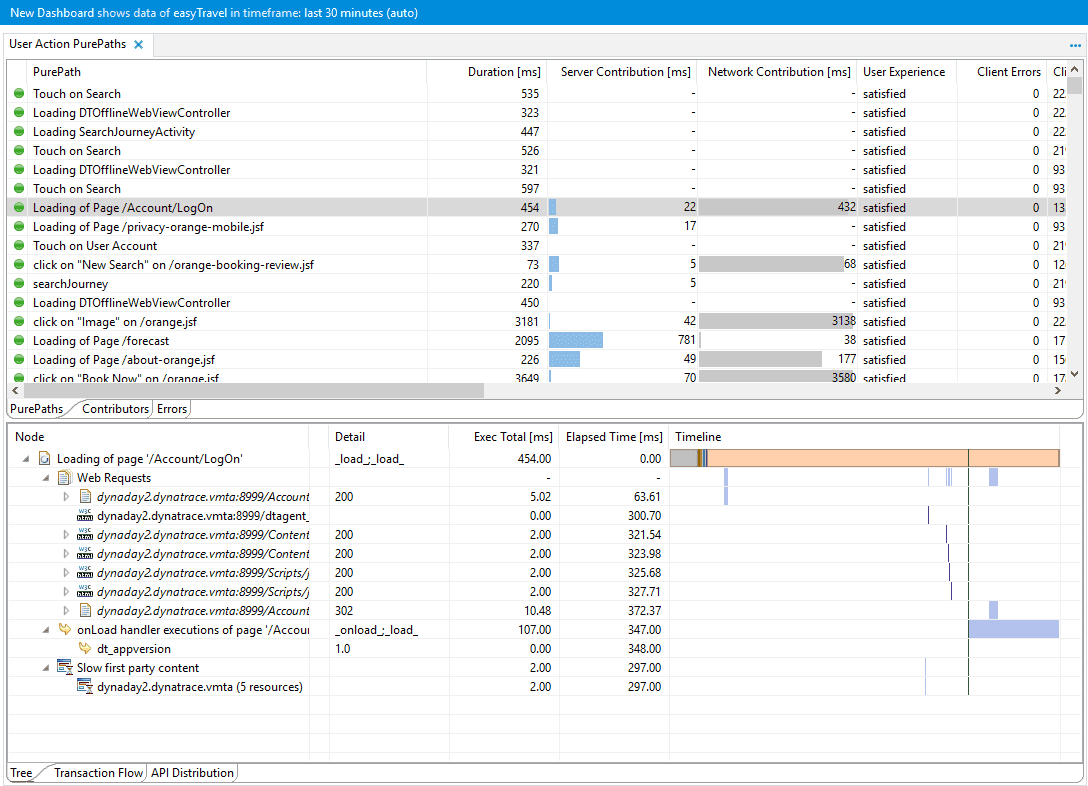 New Dashboard shows data of easyTravel in timeframe: last 30 minutes (auto)
User Action PurePaths
PurePath Duration [ms] Server Contribution [ms] Network Contribution [ms] User Experience Client Errors Cli
Touch on Search 535 - - satisfied 0 22
Loading DTOfflineWebViewController 323 - - satisfied 0 22
Loading SearchJourneyActivity 447 - - satisfied 0 22
Touch on Search 526 - - satisfied 0 21
Loading DTOfflineWebViewController 321 - - satisfied 0 93
Touch on Search 597 - - satisfied 0 93
Loading of Page /Account/LogOn 454 22 432 satisfied 0 13
Loading of Page /privacy-orange-mobile.jsf 270 17 - satisfied 0 93
Touch on User Account 337 - - satisfied 0 21
click on "New Search" on /orange-booking-review.jsf 73 5 68 satisfied 0 12
searchJourney 220 5 - satisfied 0 21
Loading DTOfflineWebViewController 450 - - satisfied 0 93
click on "Image" on /orange.jsf 3181 42 3138 satisfied 0 22
Loading of Page /forecast 2095 781 38 satisfied 0 17
Loading of Page /about-orange.jsf 226 49 177 satisfied 0 15
click on "Book Now" on /orange.jsf 3649 70 3580 satisfied 0 17
PurePaths Contributors Errors
Node Detail Exec Total [ms] Elapsed Time [ms] Timeline
Loading of page '/Account/LogOn' _load_;_load_ 454.00 0.00
Web Requests - -
dynaday2.dynatrace.vmta:8999/Account 200 5.02 63.61
dynaday2.dynatrace.vmta:8999/dtagent_ 0.00 300.70
dynaday2.dynatrace.vmta:8999/Content 200 2.00 321.54
dynaday2.dynatrace.vmta:8999/Content 200 2.00 323.98
dynaday2.dynatrace.vmta:8999/Scripts/j 200 2.00 325.68
dynaday2.dynatrace.vmta:8999/Scripts/j 200 2.00 327.71
dynaday2.dynatrace.vmta:8999/Account 302 10.48 372.37
onLoad handler executions of page '/Accour _onload_;_load_ 107.00 347.00
dt_appversion 1.0 0.00 348.00
Slow first party content 2.00 297.00
dynaday2.dynatrace.vmta (5 resources) 2.00 297.00
Tree Transaction Flow API Distribution